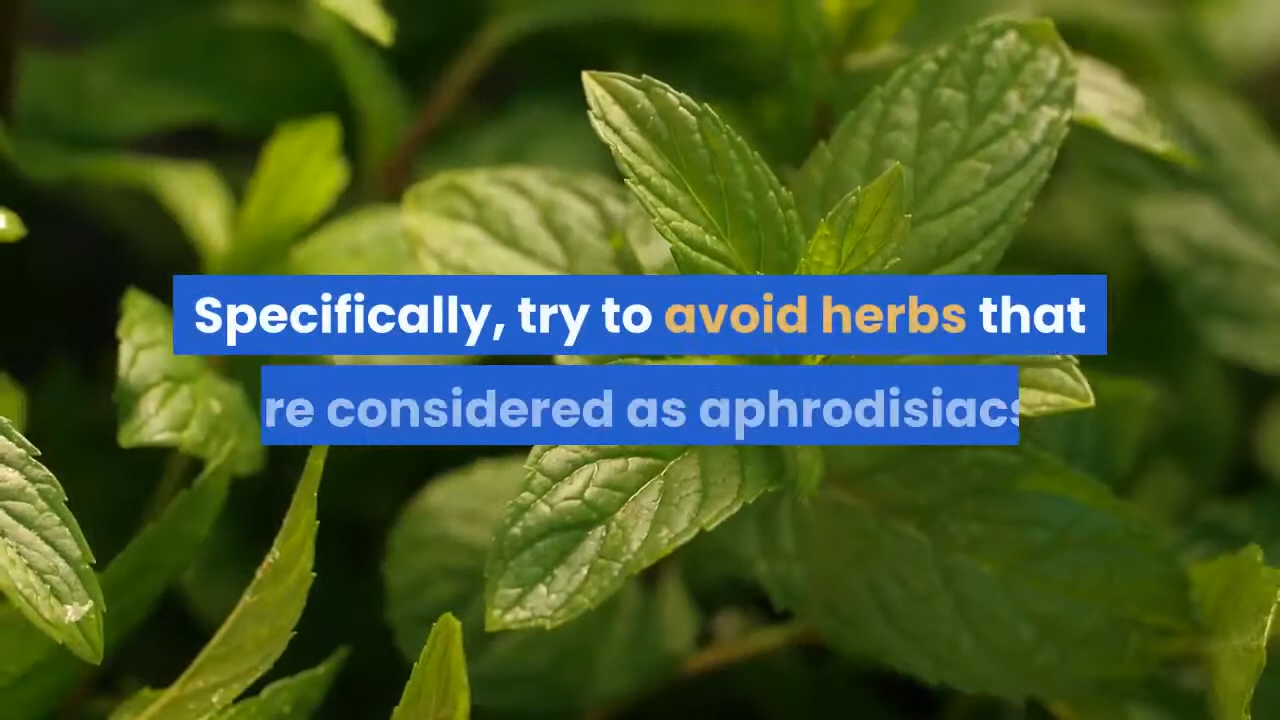 Specifically, try to avoid herbs that
re considered as aphrodisiacs